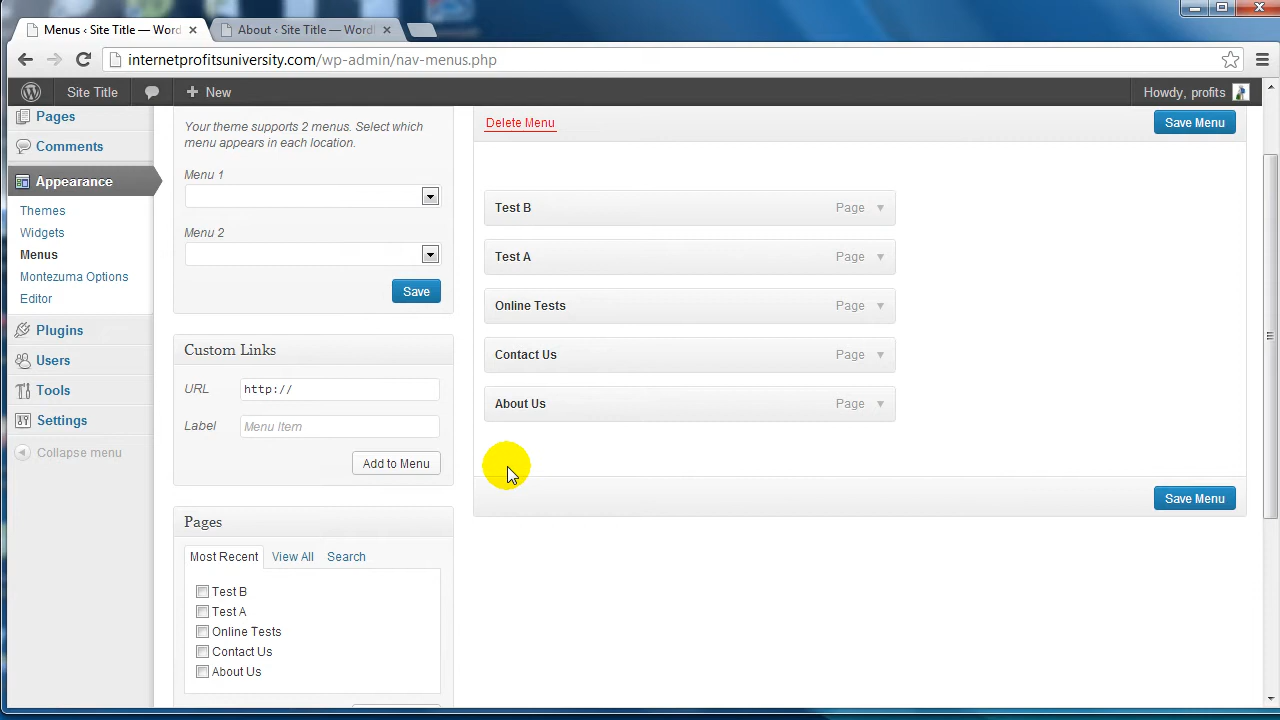 Menus ‹ Site Title — Word
About ‹ Site Title — Word
internetprofitsuniversity.com/wp-admin/nav-menus.php
Site Title
New
Howdy, profits
Pages
Comments
Appearance
Themes
Widgets
Menus
Montezuma Options
Editor
Plugins
Users
Tools
Settings
Collapse menu
Your theme supports 2 menus. Select which
menu appears in each location.
Menu 1
Menu 2
Save
Custom Links
URL http://
Label Menu Item
Add to Menu
Pages
Most Recent View All Search
Test B
Test A
Online Tests
Contact Us
About Us
Delete Menu
Save Menu
Test B Page
Test A Page
Online Tests Page
Contact Us Page
About Us Page
Save Menu